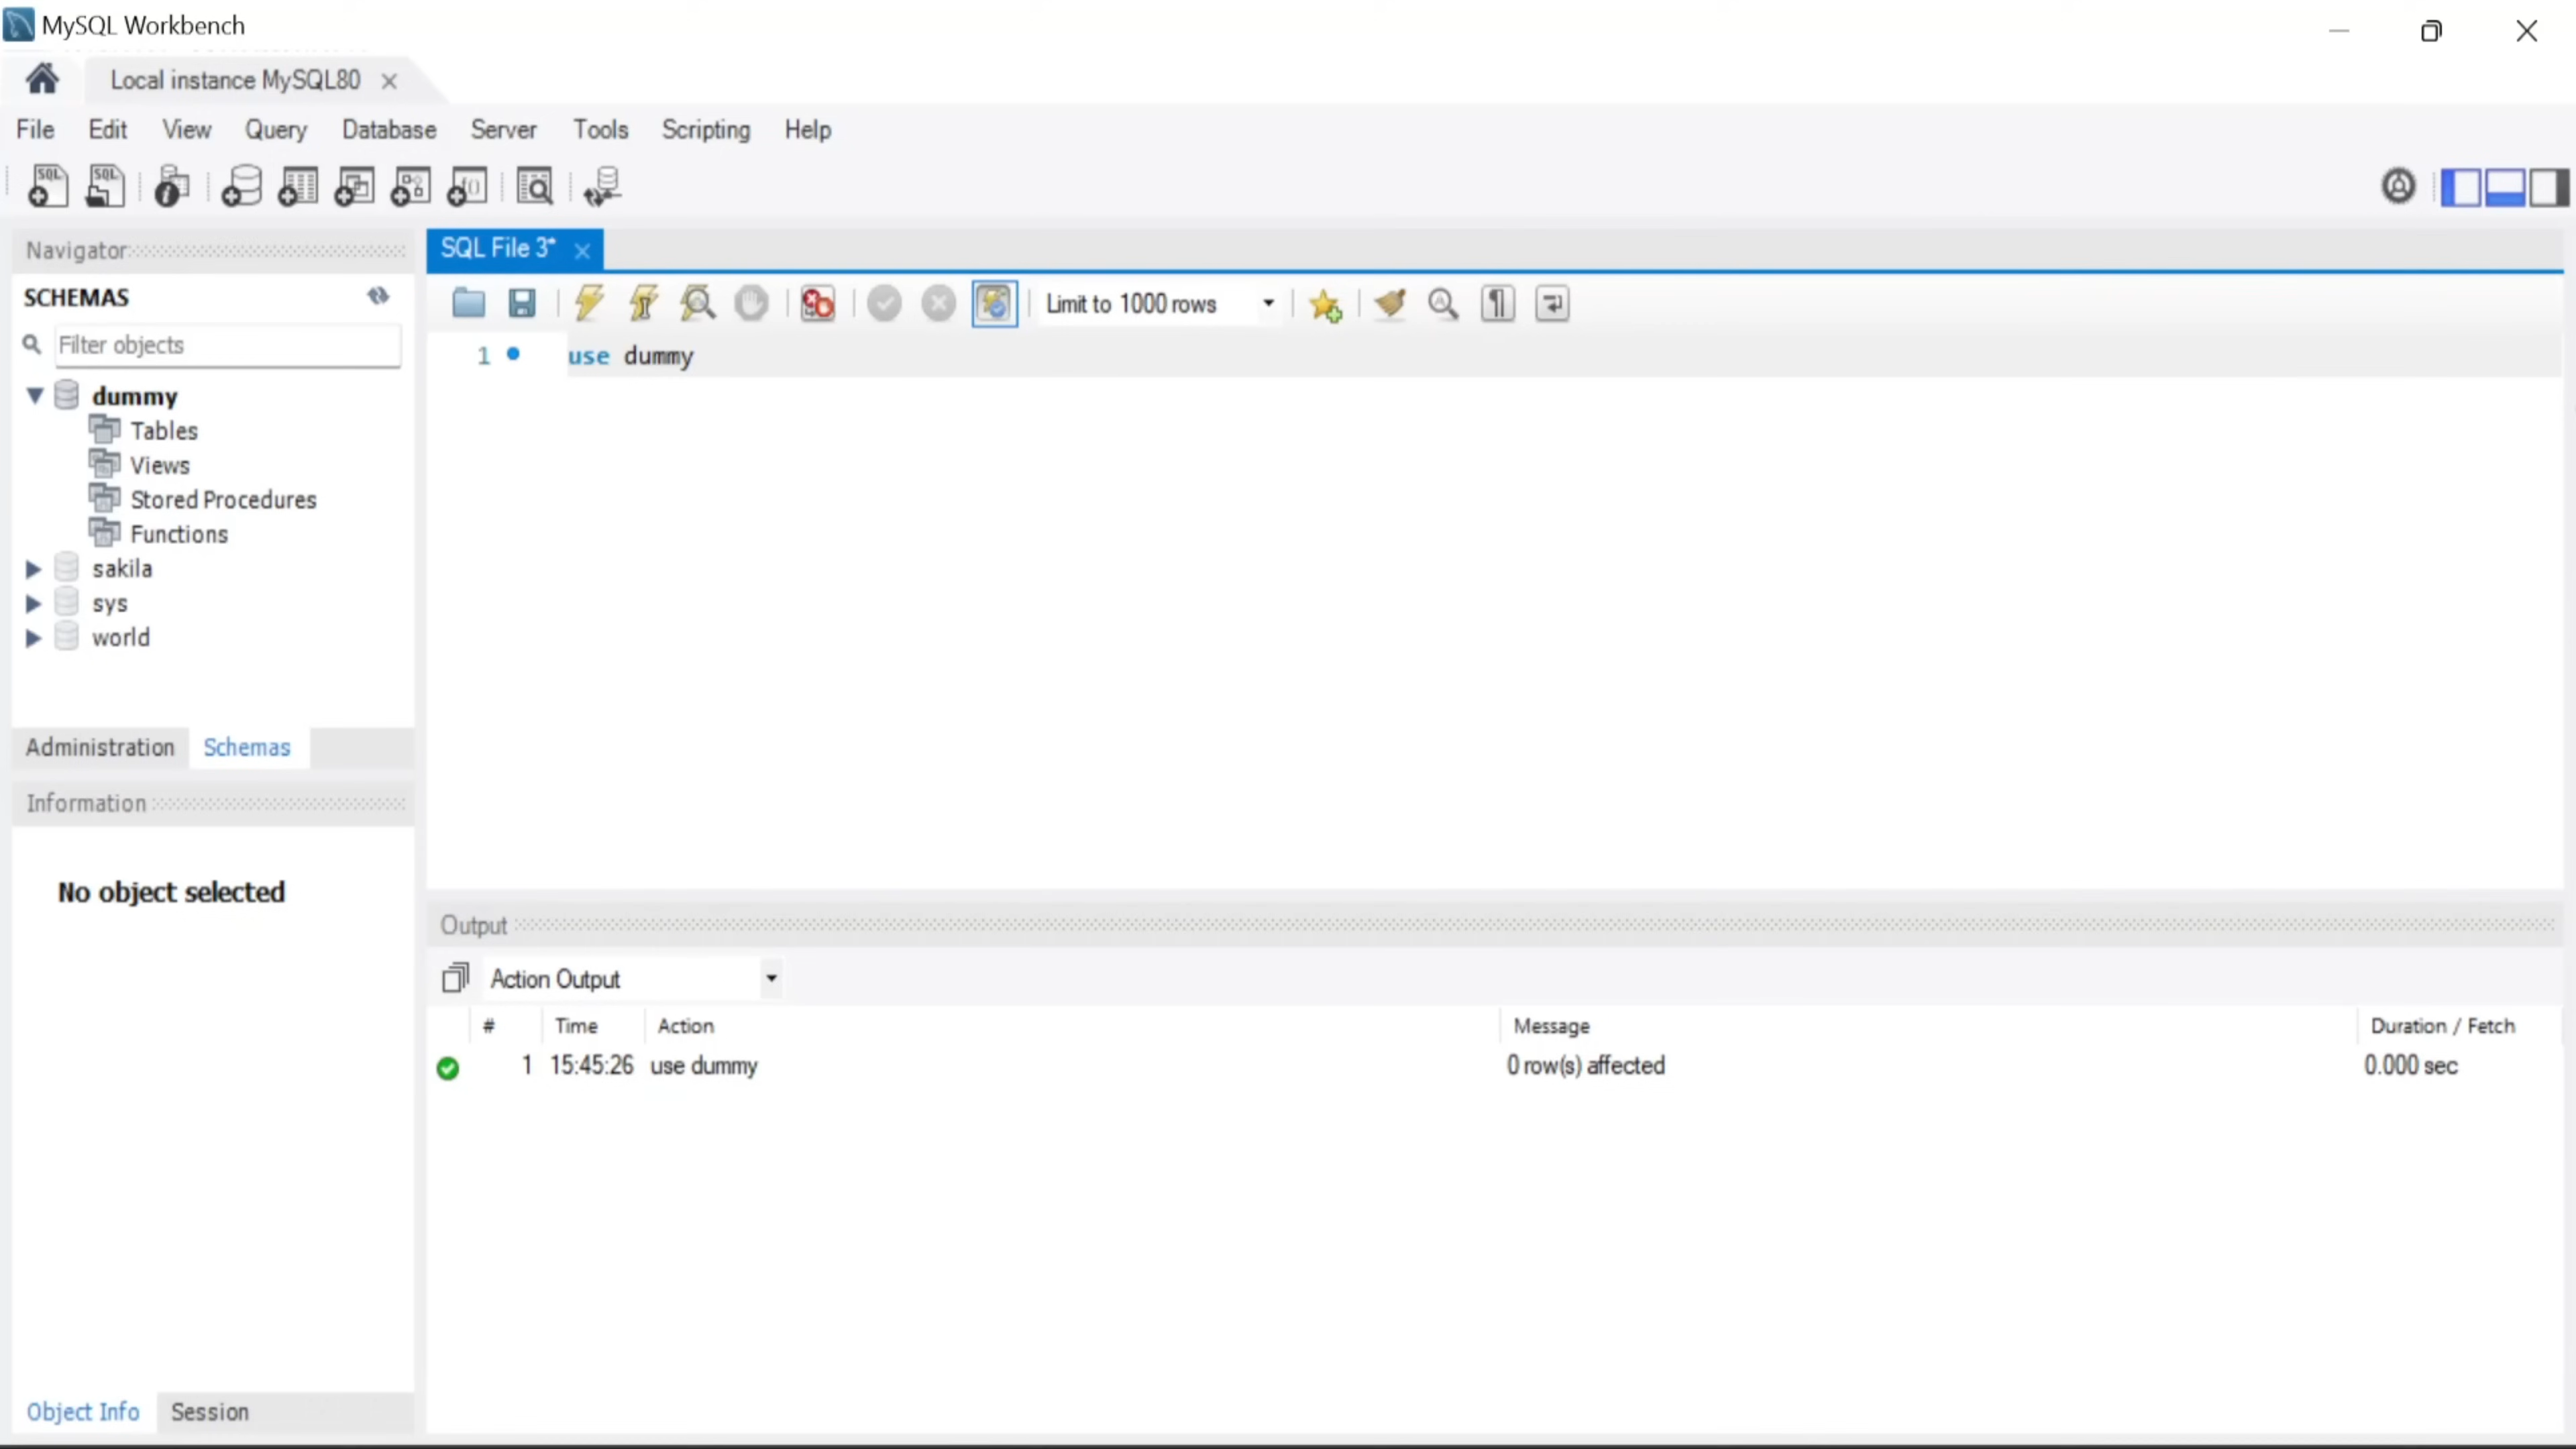 MySQL Workbench
Local instance MySQL80
File Edit View Query Database Server Tools Scripting Help
SQL SQL
Navigator
SCHEMAS
Filter objects
dummy
Tables
Views
Stored Procedures
Functions
sakila
sys
world
Administration Schemas
Information
No object selected
Object Info Session
SQL File 3*
Limit to 1000 rows
1 use dummy
Output
Action Output
# Time Action Message Duration / Fetch
1 15:45:26 use dummy 0 row(s) affected 0.000 sec